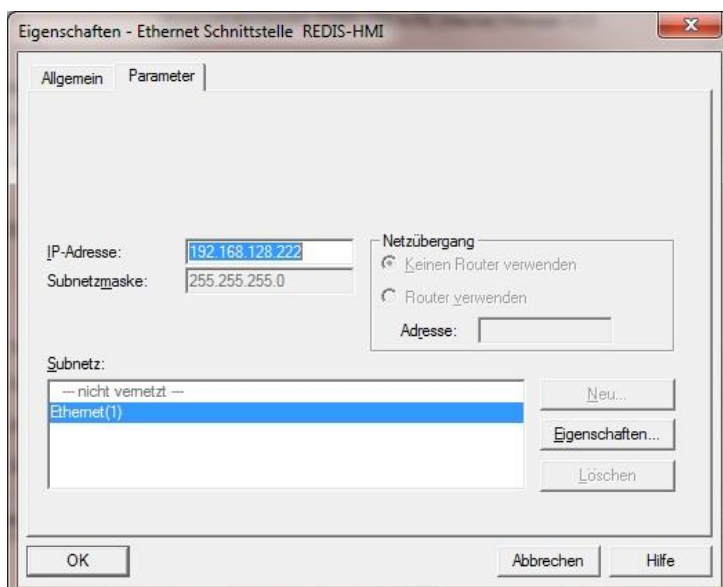 Eigenschaften - Ethernet Schnittstelle REDIS-HMI
Allgemein
Parameter
IP-Adresse:
192.168.128.222
Subnetzmaske:
255.255.255.0
Netzübergang
Keinen Router verwenden
Router verwenden
Adresse:
Subnetz:
--- nicht vernetzt ---
Ethernet(1)
Neu...
Eigenschaften...
Löschen
OK
Abbrechen
Hilfe